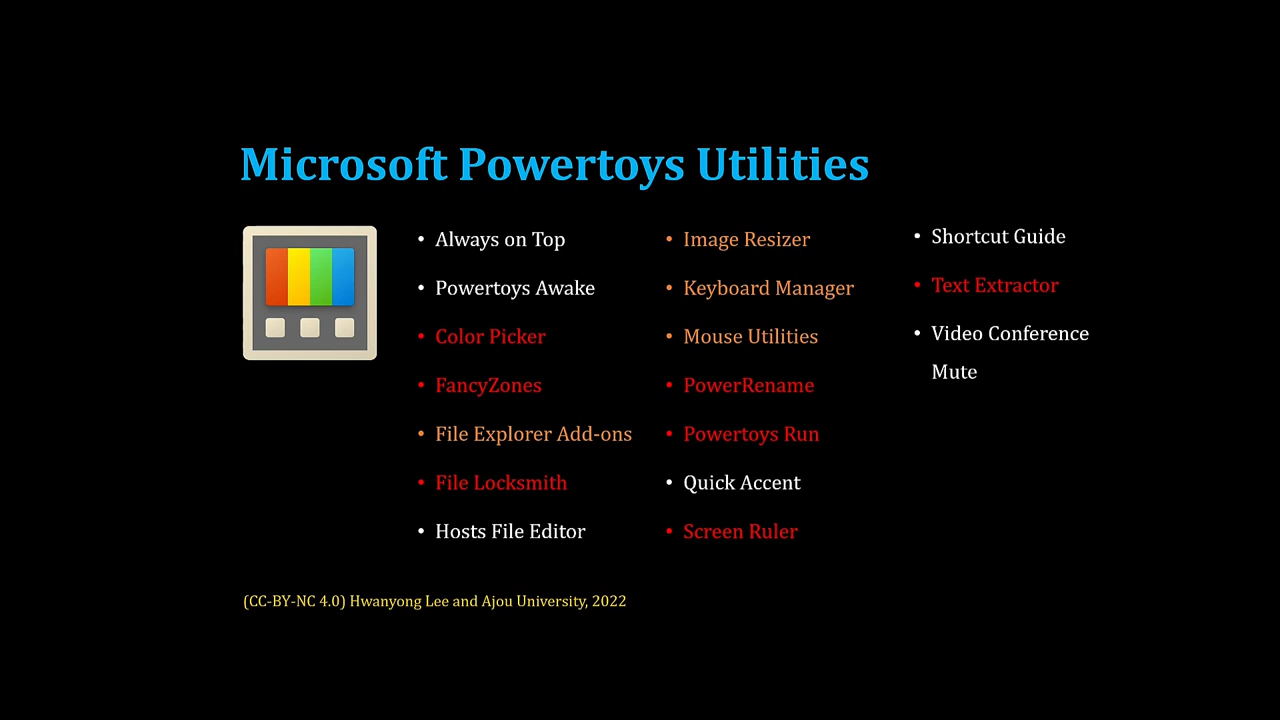 Microsoft Powertoys Utilities
• Always on Top
• Powertoys Awake
• Color Picker
• FancyZones
• File Explorer Add-ons
• File Locksmith
• Hosts File Editor
• Image Resizer
• Keyboard Manager
• Mouse Utilities
• PowerRename
• Powertoys Run
• Quick Accent
• Screen Ruler
• Shortcut Guide
• Text Extractor
• Video Conference
Mute
(CC-BY-NC 4.0) Hwanyong Lee and Ajou University, 2022